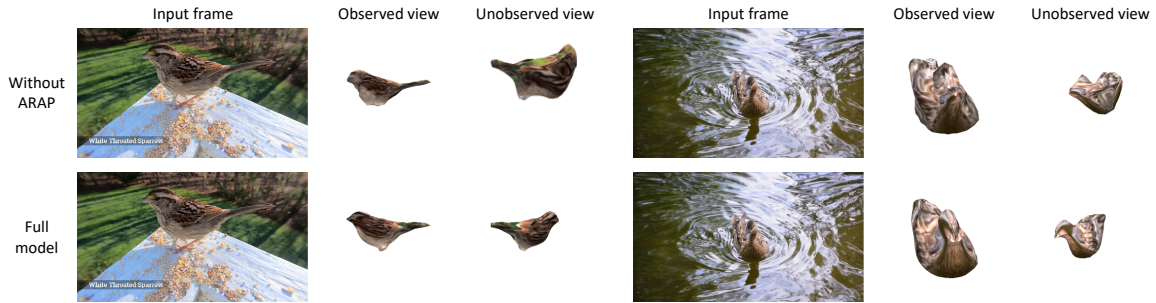 Input frame Observed view Unobserved view Input frame Observed view Unobserved view
Without
ARAP
White Throated Sparrow
Full
model
White Throated Sparrow